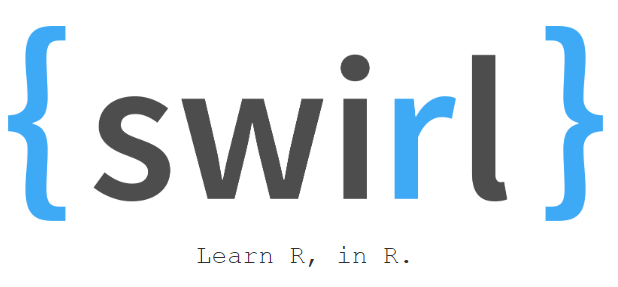 {swirl}
Learn R, in R.